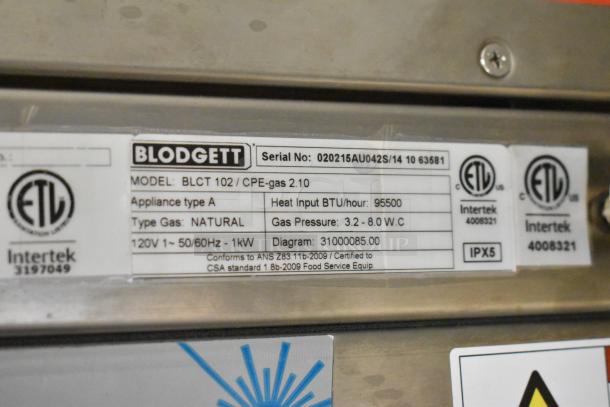 BLODGETT
Serial No: 020215AU042S/14 10 63581
MODEL: BLCT 102 / CPE-gas 2.10
Appliance type A
Heat Input BTU/hour: 95500
Type Gas: NATURAL
Gas Pressure: 3.2 - 8.0 W.C
120V 1~ 50/60Hz - 1kW
Diagram: 31000085.00
Conforms to ANS Z83.11b-2009 / Certified to
CSA standard 1.8b-2009 Food Service Equip.
ETL
Intertek
3197049
C ETL US
Intertek
4008321
IPX5
C ETL US
Intertek
4008321